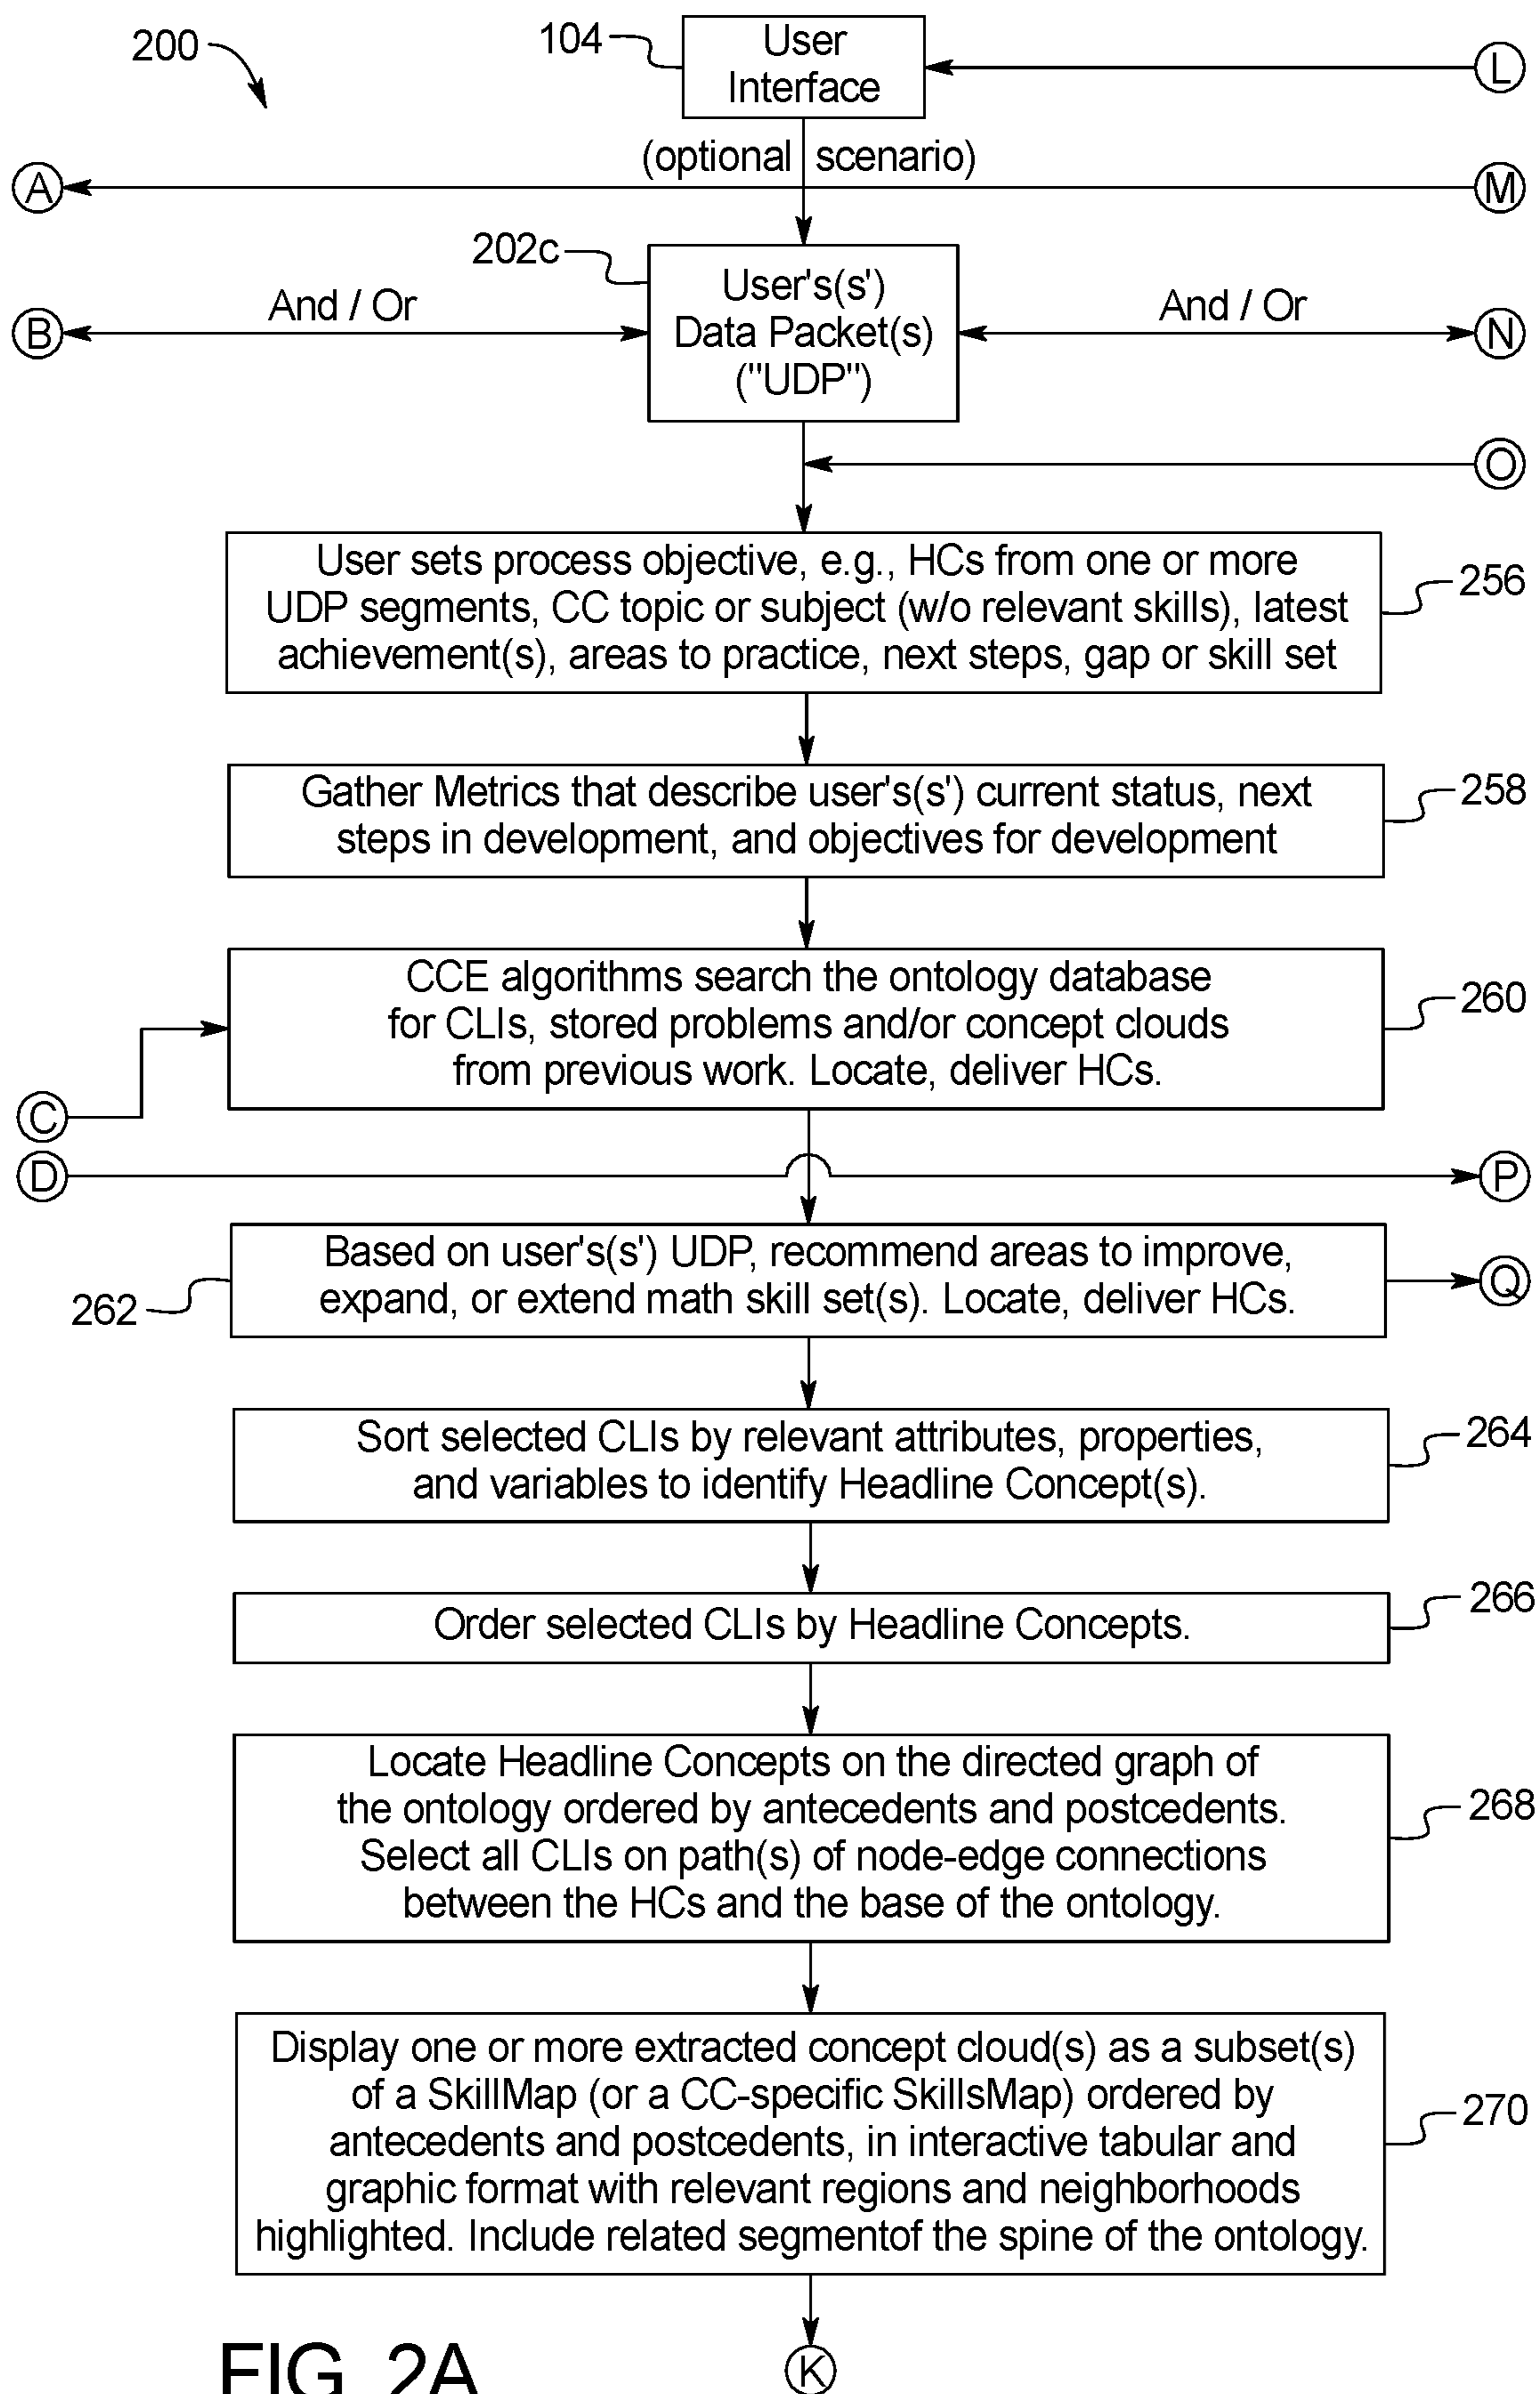 200
104
User
Interface
L
(optional scenario)
A
M
202c
User's(s')
Data Packet(s)
("UDP")
B
And / Or
And / Or
N
O
User sets process objective, e.g., HCs from one or more
UDP segments, CC topic or subject (w/o relevant skills), latest
achievement(s), areas to practice, next steps, gap or skill set
256
Gather Metrics that describe user's(s') current status, next
steps in development, and objectives for development
258
CCE algorithms search the ontology database
for CLIs, stored problems and/or concept clouds
from previous work. Locate, deliver HCs.
260
C
D
P
Based on user's(s') UDP, recommend areas to improve,
expand, or extend math skill set(s). Locate, deliver HCs.
262
Q
Sort selected CLIs by relevant attributes, properties,
and variables to identify Headline Concept(s).
264
Order selected CLIs by Headline Concepts.
266
Locate Headline Concepts on the directed graph of
the ontology ordered by antecedents and postcedents.
Select all CLIs on path(s) of node-edge connections
between the HCs and the base of the ontology.
268
Display one or more extracted concept cloud(s) as a subset(s)
of a SkillMap (or a CC-specific SkillsMap) ordered by
antecedents and postcedents, in interactive tabular and
graphic format with relevant regions and neighborhoods
highlighted. Include related segmentof the spine of the ontology.
270
K
FIG. 2A